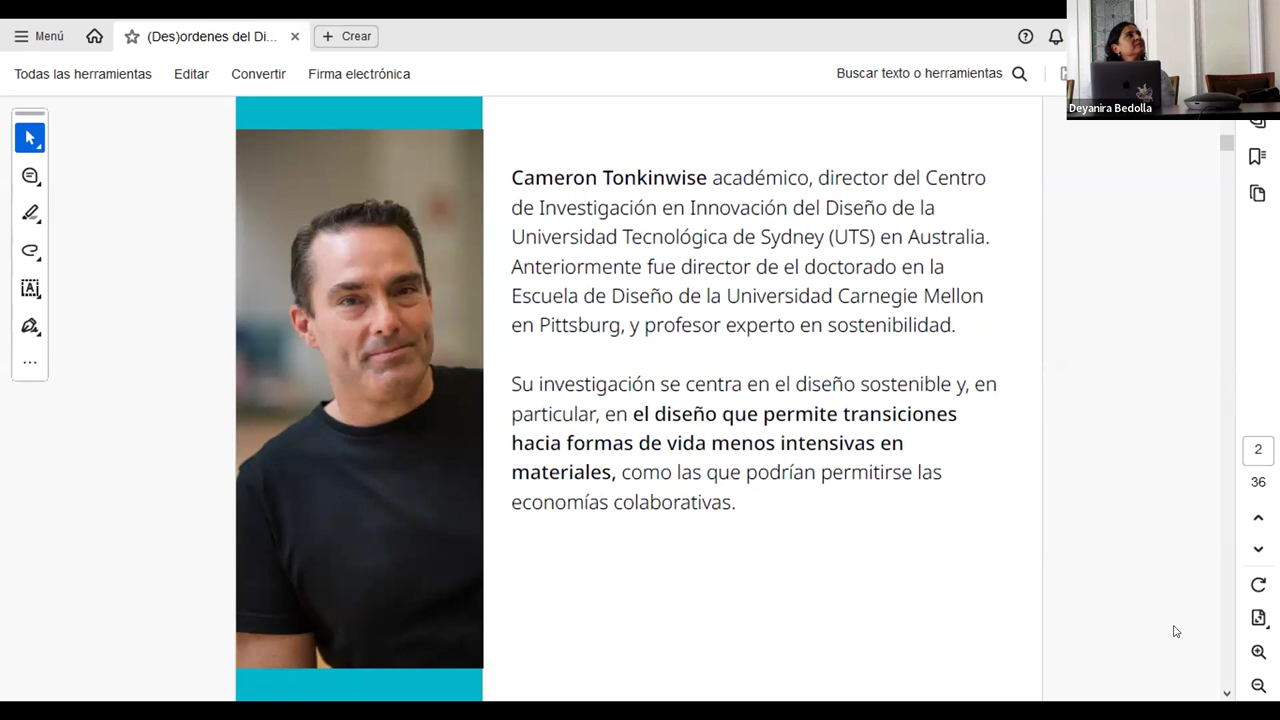 Menú
(Des)ordenes del Di...
Crear
Todas las herramientas
Editar
Convertir
Firma electrónica
Buscar texto o herramientas
Deyanira Bedolla
Cameron Tonkinwise académico, director del Centro
de Investigación en Innovación del Diseño de la
Universidad Tecnológica de Sydney (UTS) en Australia.
Anteriormente fue director de el doctorado en la
Escuela de Diseño de la Universidad Carnegie Mellon
en Pittsburg, y profesor experto en sostenibilidad.
Su investigación se centra en el diseño sostenible y, en
particular, en el diseño que permite transiciones
hacia formas de vida menos intensivas en
materiales, como las que podrían permitirse las
economías colaborativas.
2
36